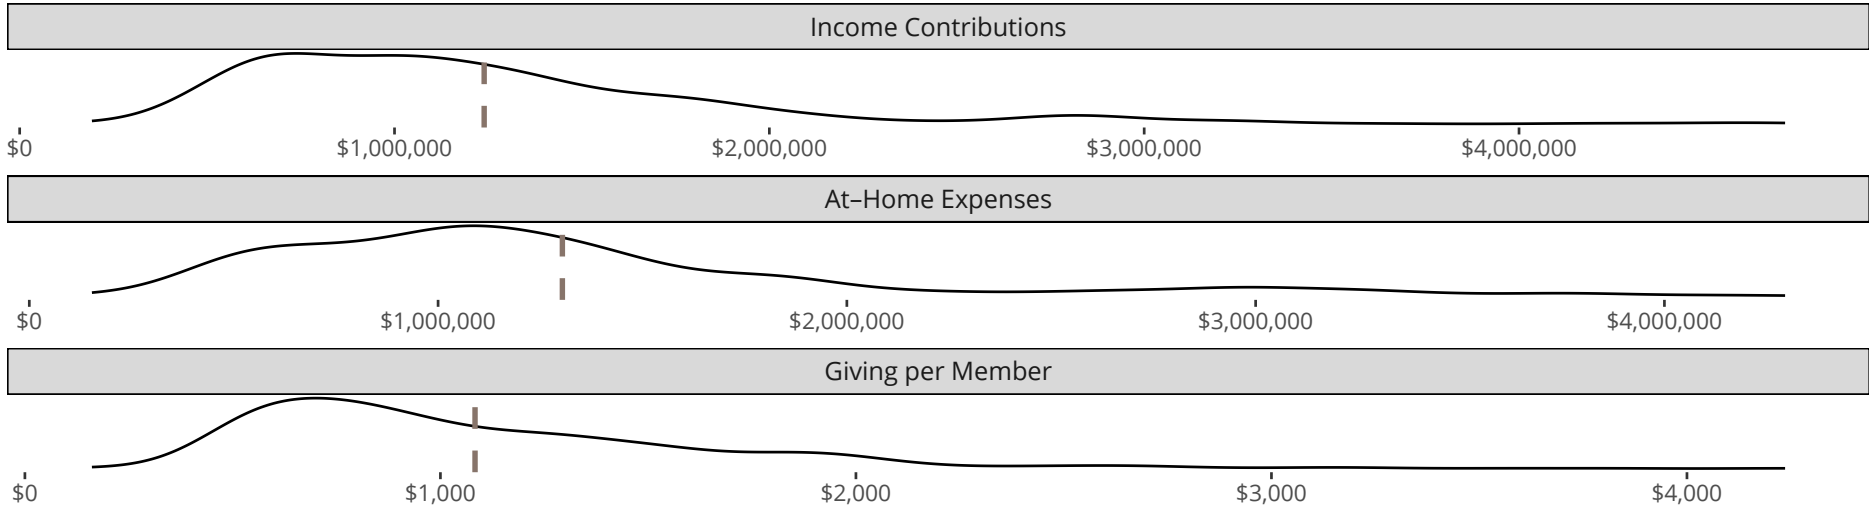 Income Contributions
$0 $1,000,000 $2,000,000 $3,000,000 $4,000,000
At–Home Expenses
$0 $1,000,000 $2,000,000 $3,000,000 $4,000,000
Giving per Member
$0 $1,000 $2,000 $3,000 $4,000